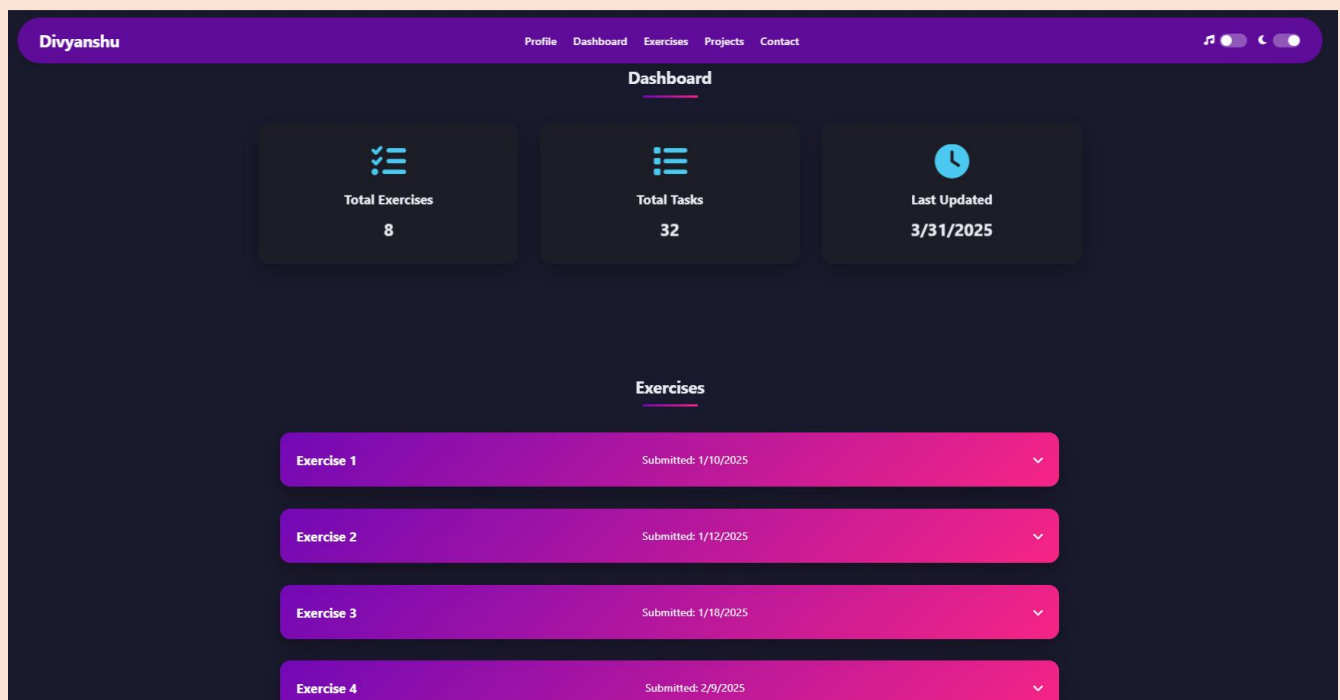 Divyanshu
Profile Dashboard Exercises Projects Contact
Dashboard
Total Exercises
8
Total Tasks
32
Last Updated
3/31/2025
Exercises
Exercise 1 Submitted: 1/10/2025
Exercise 2 Submitted: 1/12/2025
Exercise 3 Submitted: 1/18/2025
Exercise 4 Submitted: 2/9/2025